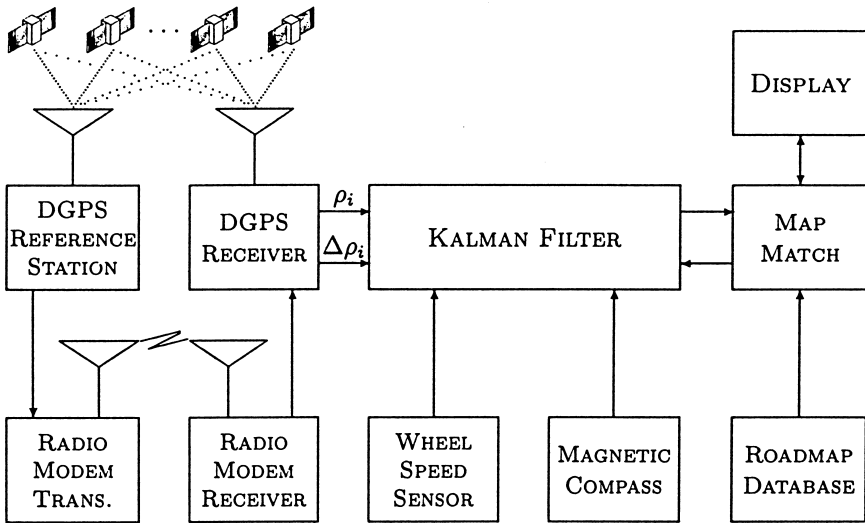 DISPLAY
DGPS
REFERENCE
STATION
DGPS
RECEIVER
ρi
Δρi
KALMAN FILTER
MAP
MATCH
RADIO
MODEM
TRANS.
RADIO
MODEM
RECEIVER
WHEEL
SPEED
SENSOR
MAGNETIC
COMPASS
ROADMAP
DATABASE